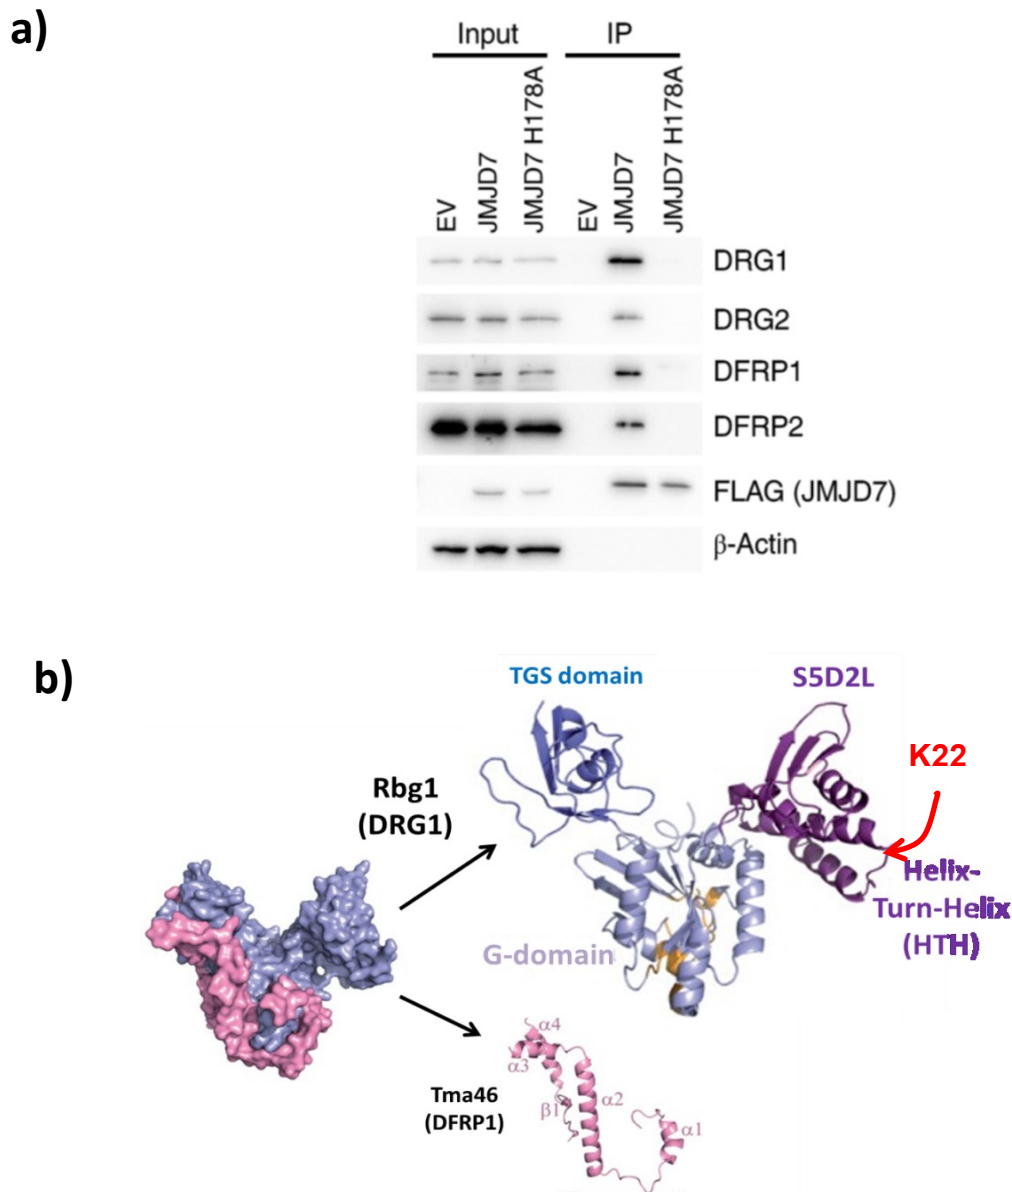 a)
Input IP
EV JMJD7 JMJD7 H178A EV JMJD7 JMJD7 H178A
DRG1
DRG2
DFRP1
DFRP2
FLAG (JMJD7)
β-Actin
b)
TGS domain
S5D2L
K22
Rbg1
(DRG1)
Helix-
Turn-Helix
(HTH)
G-domain
Tma46
(DFRP1)
α4
α3
β1
α2
α1